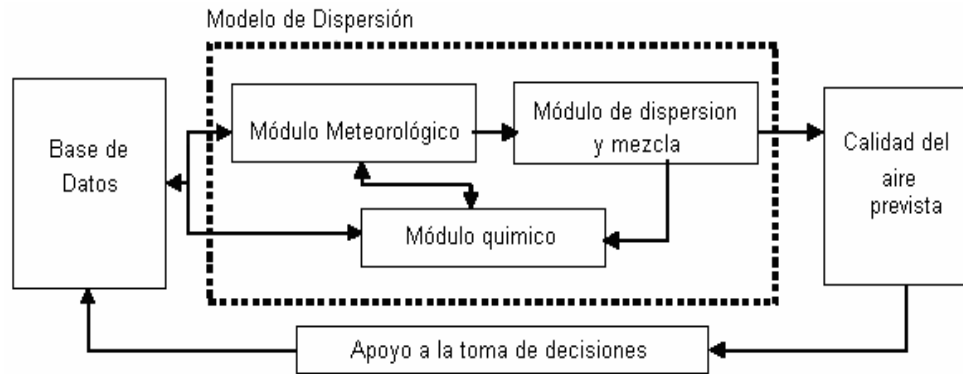 Modelo de Dispersión
Base de
Datos
Módulo Meteorológico
Módulo de dispersion
y mezcla
Módulo quimico
Calidad del
aire
prevista
Apoyo a la toma de decisiones